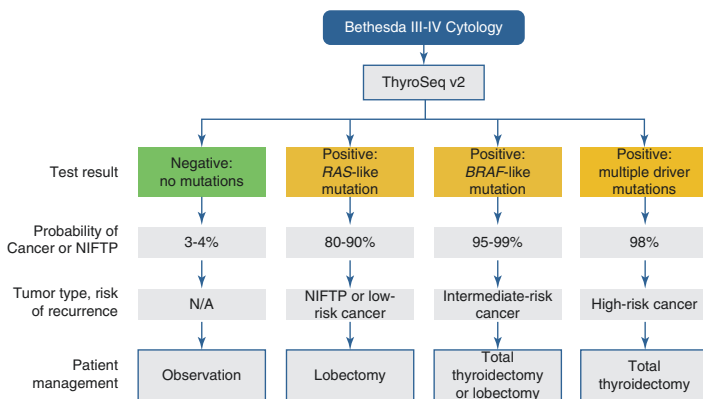 Bethesda III-IV Cytology
ThyroSeq v2
Test result
Negative:
no mutations
Positive:
RAS-like
mutation
Positive:
BRAF-like
mutation
Positive:
multiple driver
mutations
Probability of
Cancer or NIFTP
3-4%
80-90%
95-99%
98%
Tumor type, risk
of recurrence
N/A
NIFTP or low-
risk cancer
Intermediate-risk
cancer
High-risk cancer
Patient
management
Observation
Lobectomy
Total
thyroidectomy
or lobectomy
Total
thyroidectomy